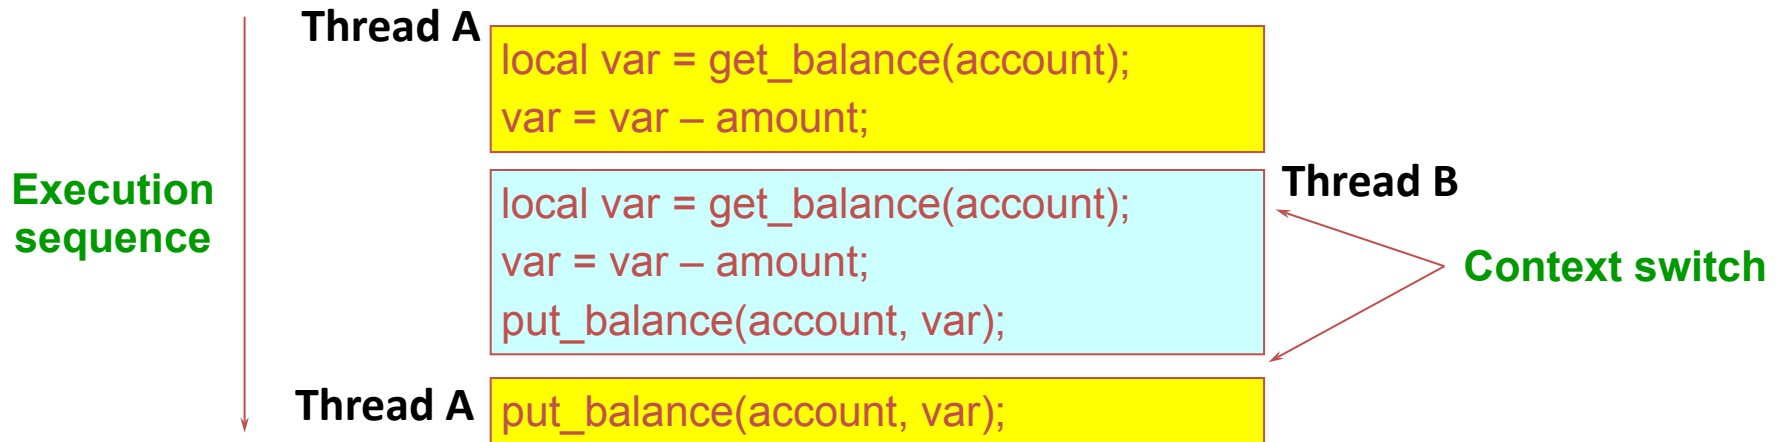 Thread A
local var = get_balance(account);
var = var – amount;
Execution
sequence
local var = get_balance(account);
var = var – amount;
put_balance(account, var);
Thread B
Context switch
Thread A
put_balance(account, var);